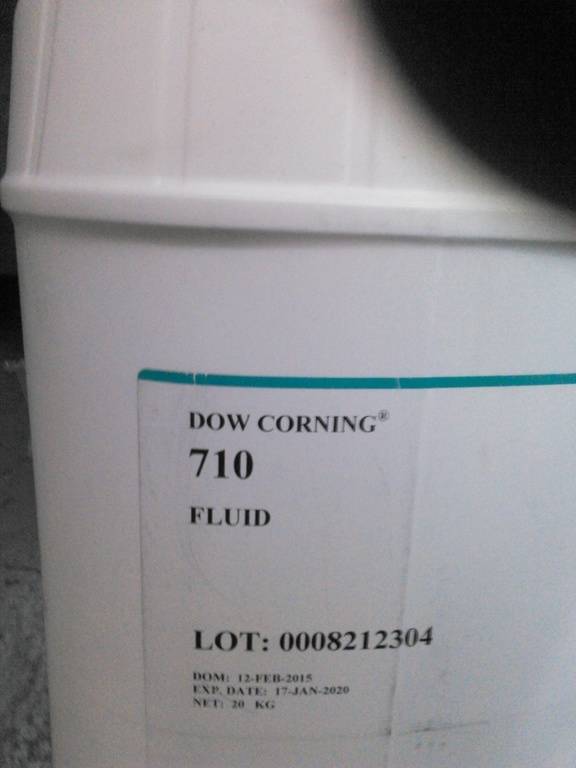 DOW CORNING®
710
FLUID
LOT: 0008212304
DOM: 12-FEB-2015
EXP. DATE: 17-JAN-2020
NET: 20 KG